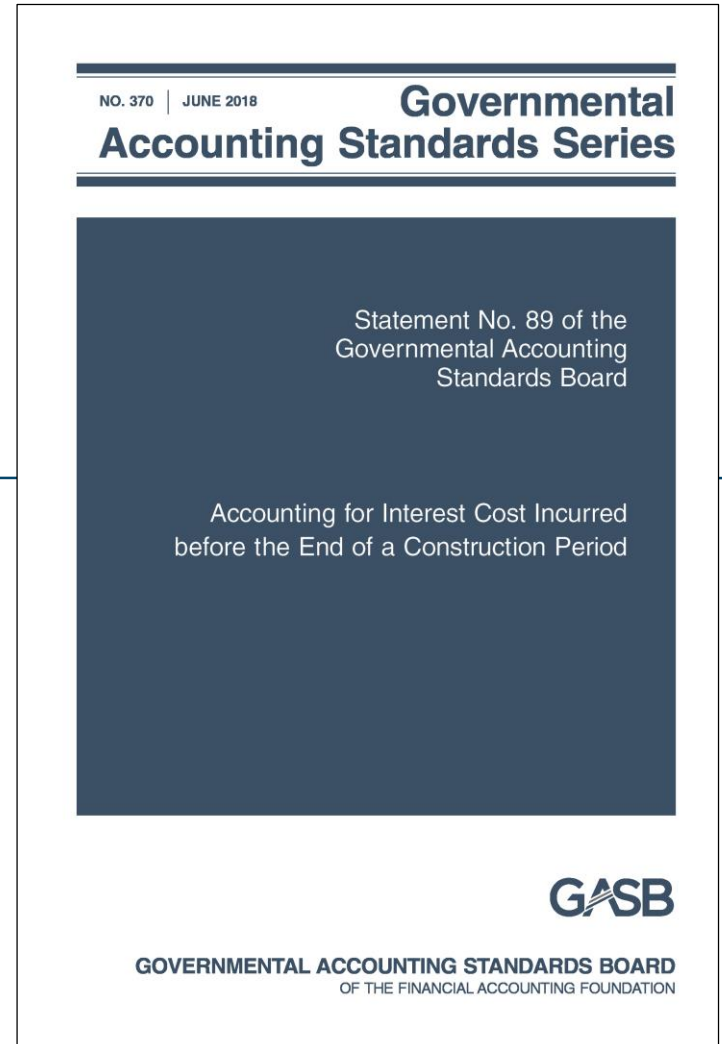 NO. 370 | JUNE 2018
Governmental
Accounting Standards Series
Statement No. 89 of the
Governmental Accounting
Standards Board
Accounting for Interest Cost Incurred
before the End of a Construction Period
GASB
GOVERNMENTAL ACCOUNTING STANDARDS BOARD
OF THE FINANCIAL ACCOUNTING FOUNDATION